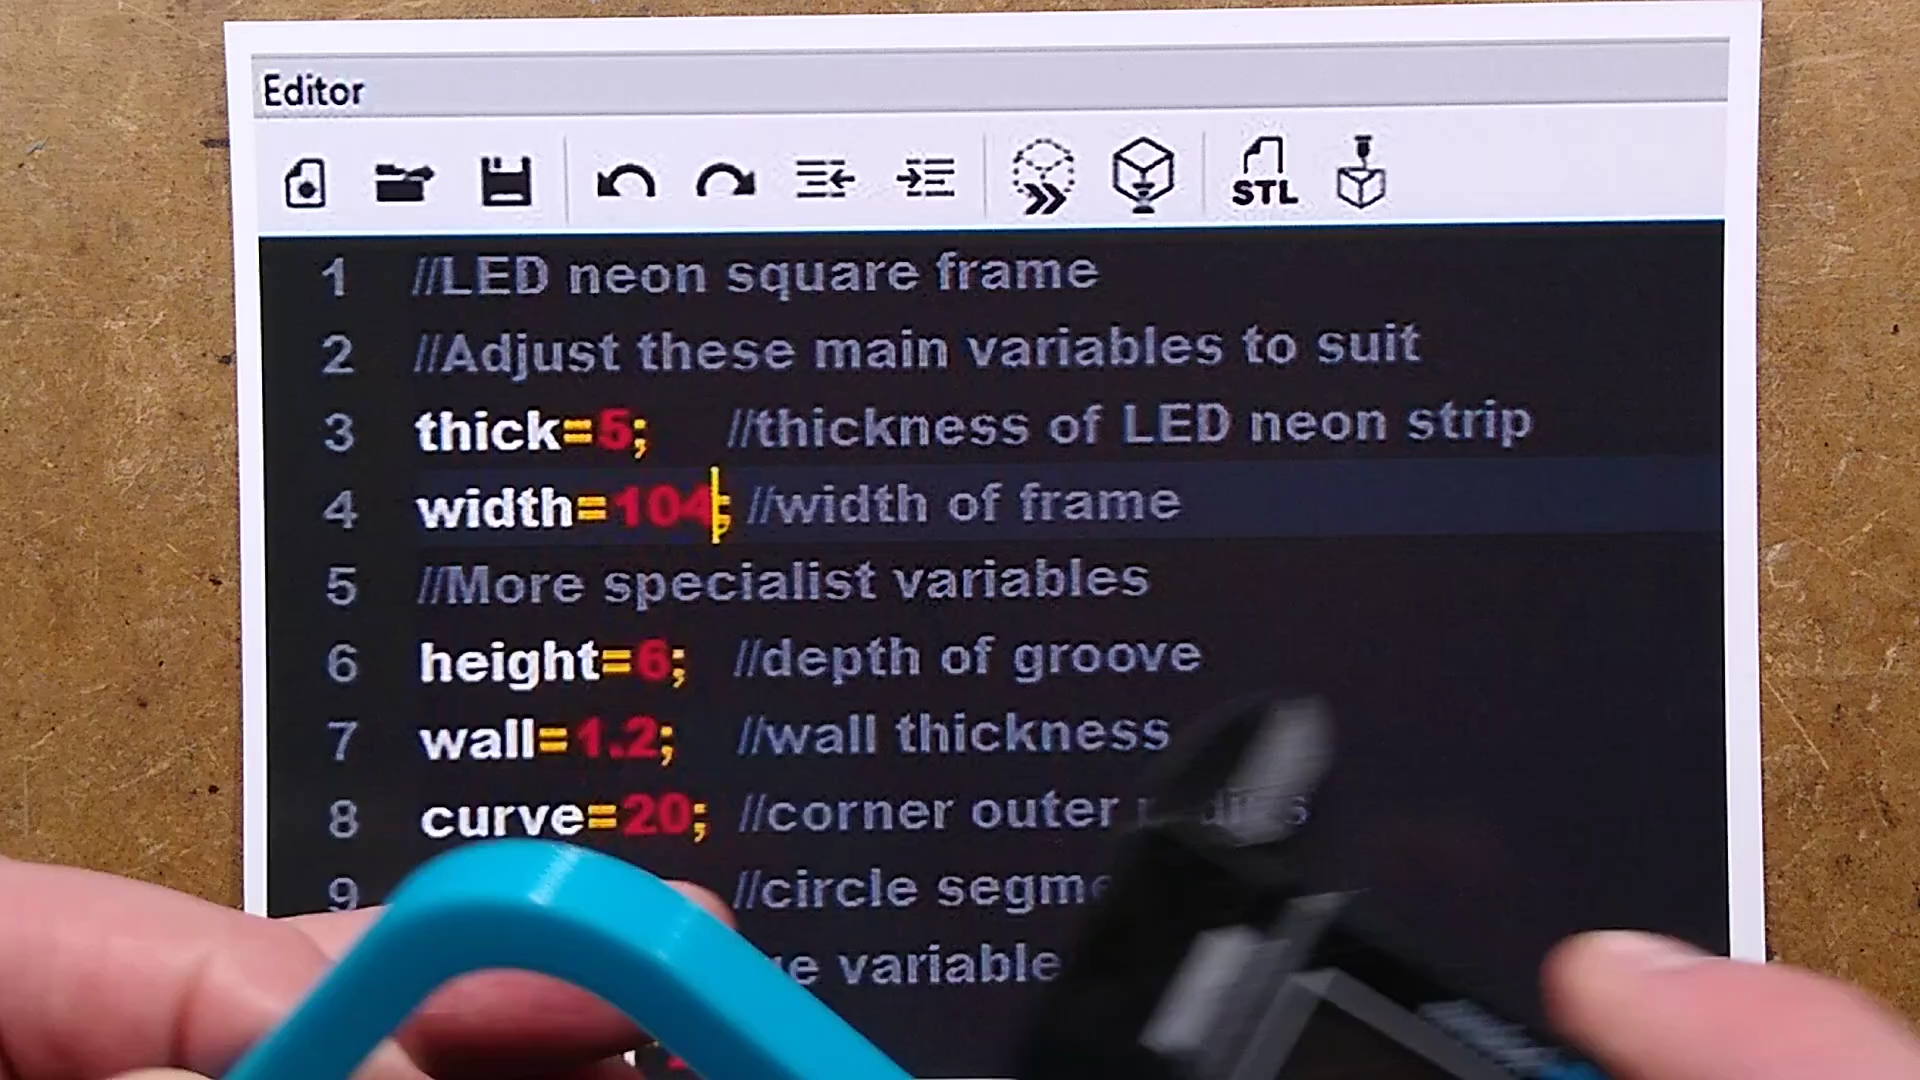 Editor
STL
1 //LED neon square frame
2 //Adjust these main variables to suit
3 thick=5; //thickness of LED neon strip
4 width=104; //width of frame
5 //More specialist variables
6 height=6; //depth of groove
7 wall=1.2; //wall thickness
8 curve=20; //corner outer
9 //circle
variable